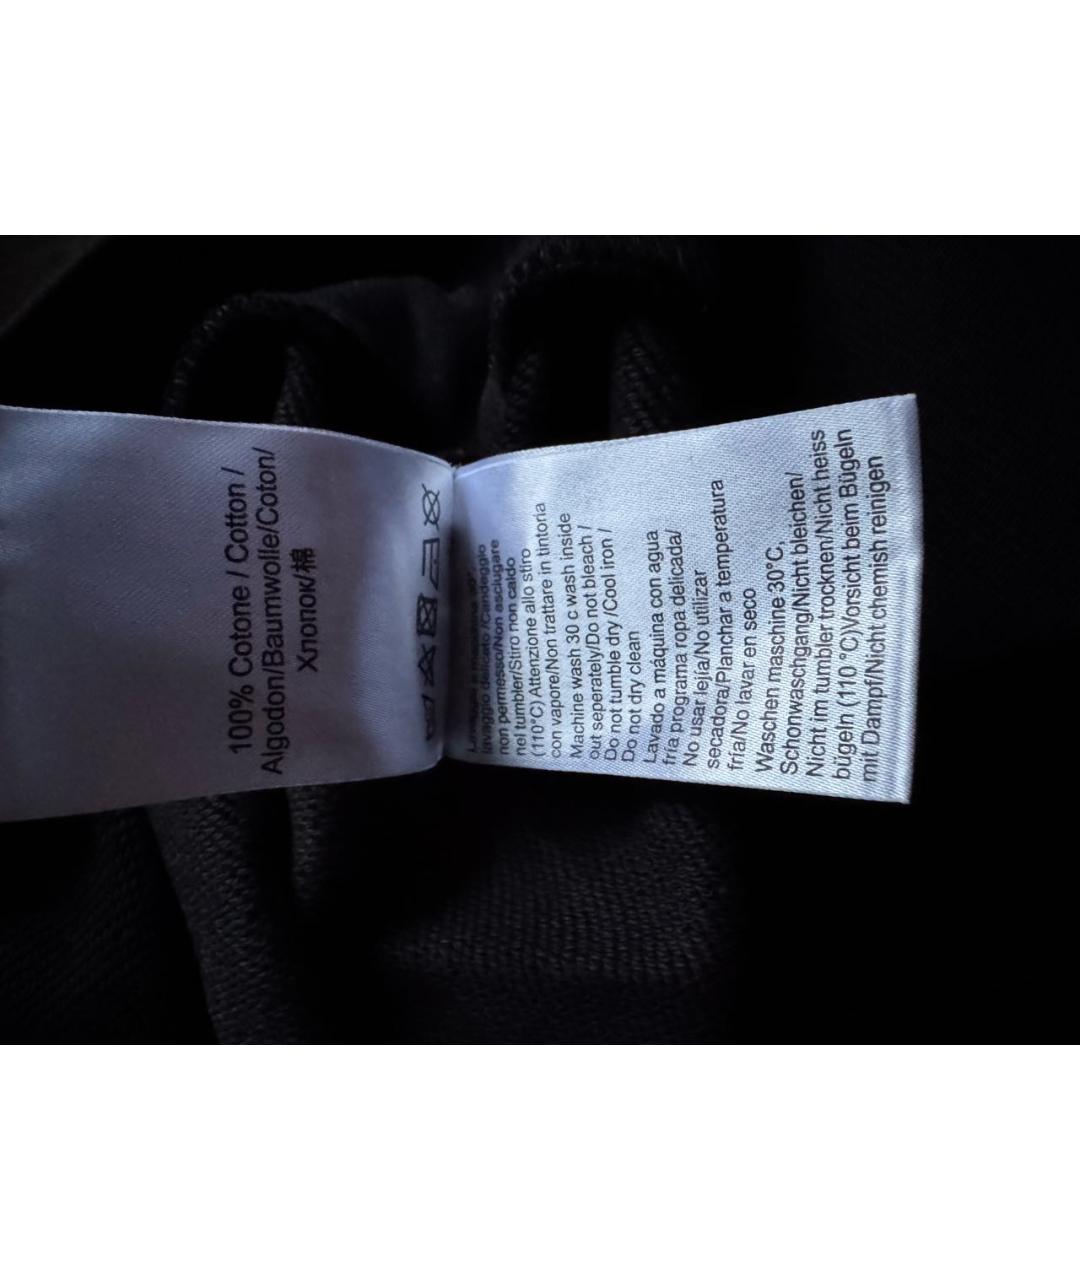 100% Cotone / Cotton /
Algodon/Baumwolle/Coton/
Хлопок/棉
lavaggio delicato /Candeggio
non permesso/Non asciugare
nel tumbler/Stiro non caldo
(110°C) Attenzione allo stiro
con vapore/Non trattare in tintoria
Machine wash 30 c wash inside
out seperately/Do not bleach /
Do not tumble dry /Cool iron /
Do not dry clean
Lavado a máquina con agua
fría programa ropa delicada/
No usar lejía/No utilizar
secadora/Planchar a temperatura
fría/No lavar en seco
Waschen maschine 30°C,
Schonwaschgang/Nicht bleichen/
Nicht im tumbler trocknen/Nicht heiss
bügeln (110 °C)Vorsicht beim Bügeln
mit Dampf/Nicht chemish reinigen